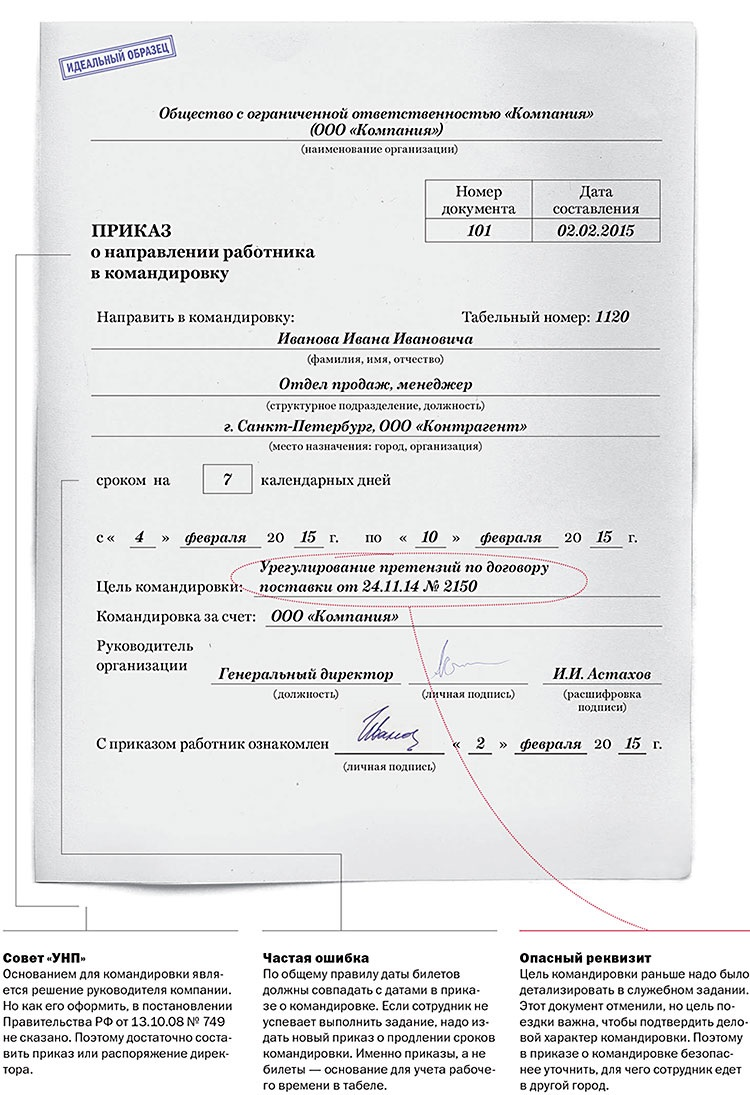 ИДЕАЛЬНЫЙ ОБРАЗЕЦ
Общество с ограниченной ответственностью «Компания»
(ООО «Компания»)
(наименование организации)
Номер документа Дата составления
101 02.02.2015
ПРИКАЗ
о направлении работника
в командировку
Направить в командировку: Табельный номер: 1120
Иванова Ивана Ивановича
(фамилия, имя, отчество)
Отдел продаж, менеджер
(структурное подразделение, должность)
г. Санкт-Петербург, ООО «Контрагент»
(место назначения: город, организация)
сроком на 7 календарных дней
с « 4 » февраля 20 15 г. по « 10 » февраля 20 15 г.
Урегулирование претензий по договору
Цель командировки: поставки от 24.11.14 № 2150
Командировка за счет: ООО «Компания»
Руководитель
организации
Генеральный директор И.И. Астахов
(должность) (личная подпись) (расшифровка
подписи)
С приказом работник ознакомлен Иванов « 2 » февраля 20 15 г.
(личная подпись)
Совет «УНП»
Основанием для командировки явля-
ется решение руководителя компании.
Но как его оформить, в постановлении
Правительства РФ от 13.10.08 № 749
не сказано. Поэтому достаточно соста-
вить приказ или распоряжение дирек-
тора.
Частая ошибка
По общему правилу даты билетов
должны совпадать с датами в прика-
зе о командировке. Если сотрудник не
успевает выполнить задание, надо из-
дать новый приказ о продлении сроков
командировки. Именно приказы, а не
билеты — основание для учета рабоче-
го времени в табеле.
Опасный реквизит
Цель командировки раньше надо было
детализировать в служебном задании.
Этот документ отменили, но цель по-
ездки важна, чтобы подтвердить дело-
вой характер командировки. Поэтому
в приказе о командировке безопас-
нее уточнить, для чего сотрудник едет
в другой город.